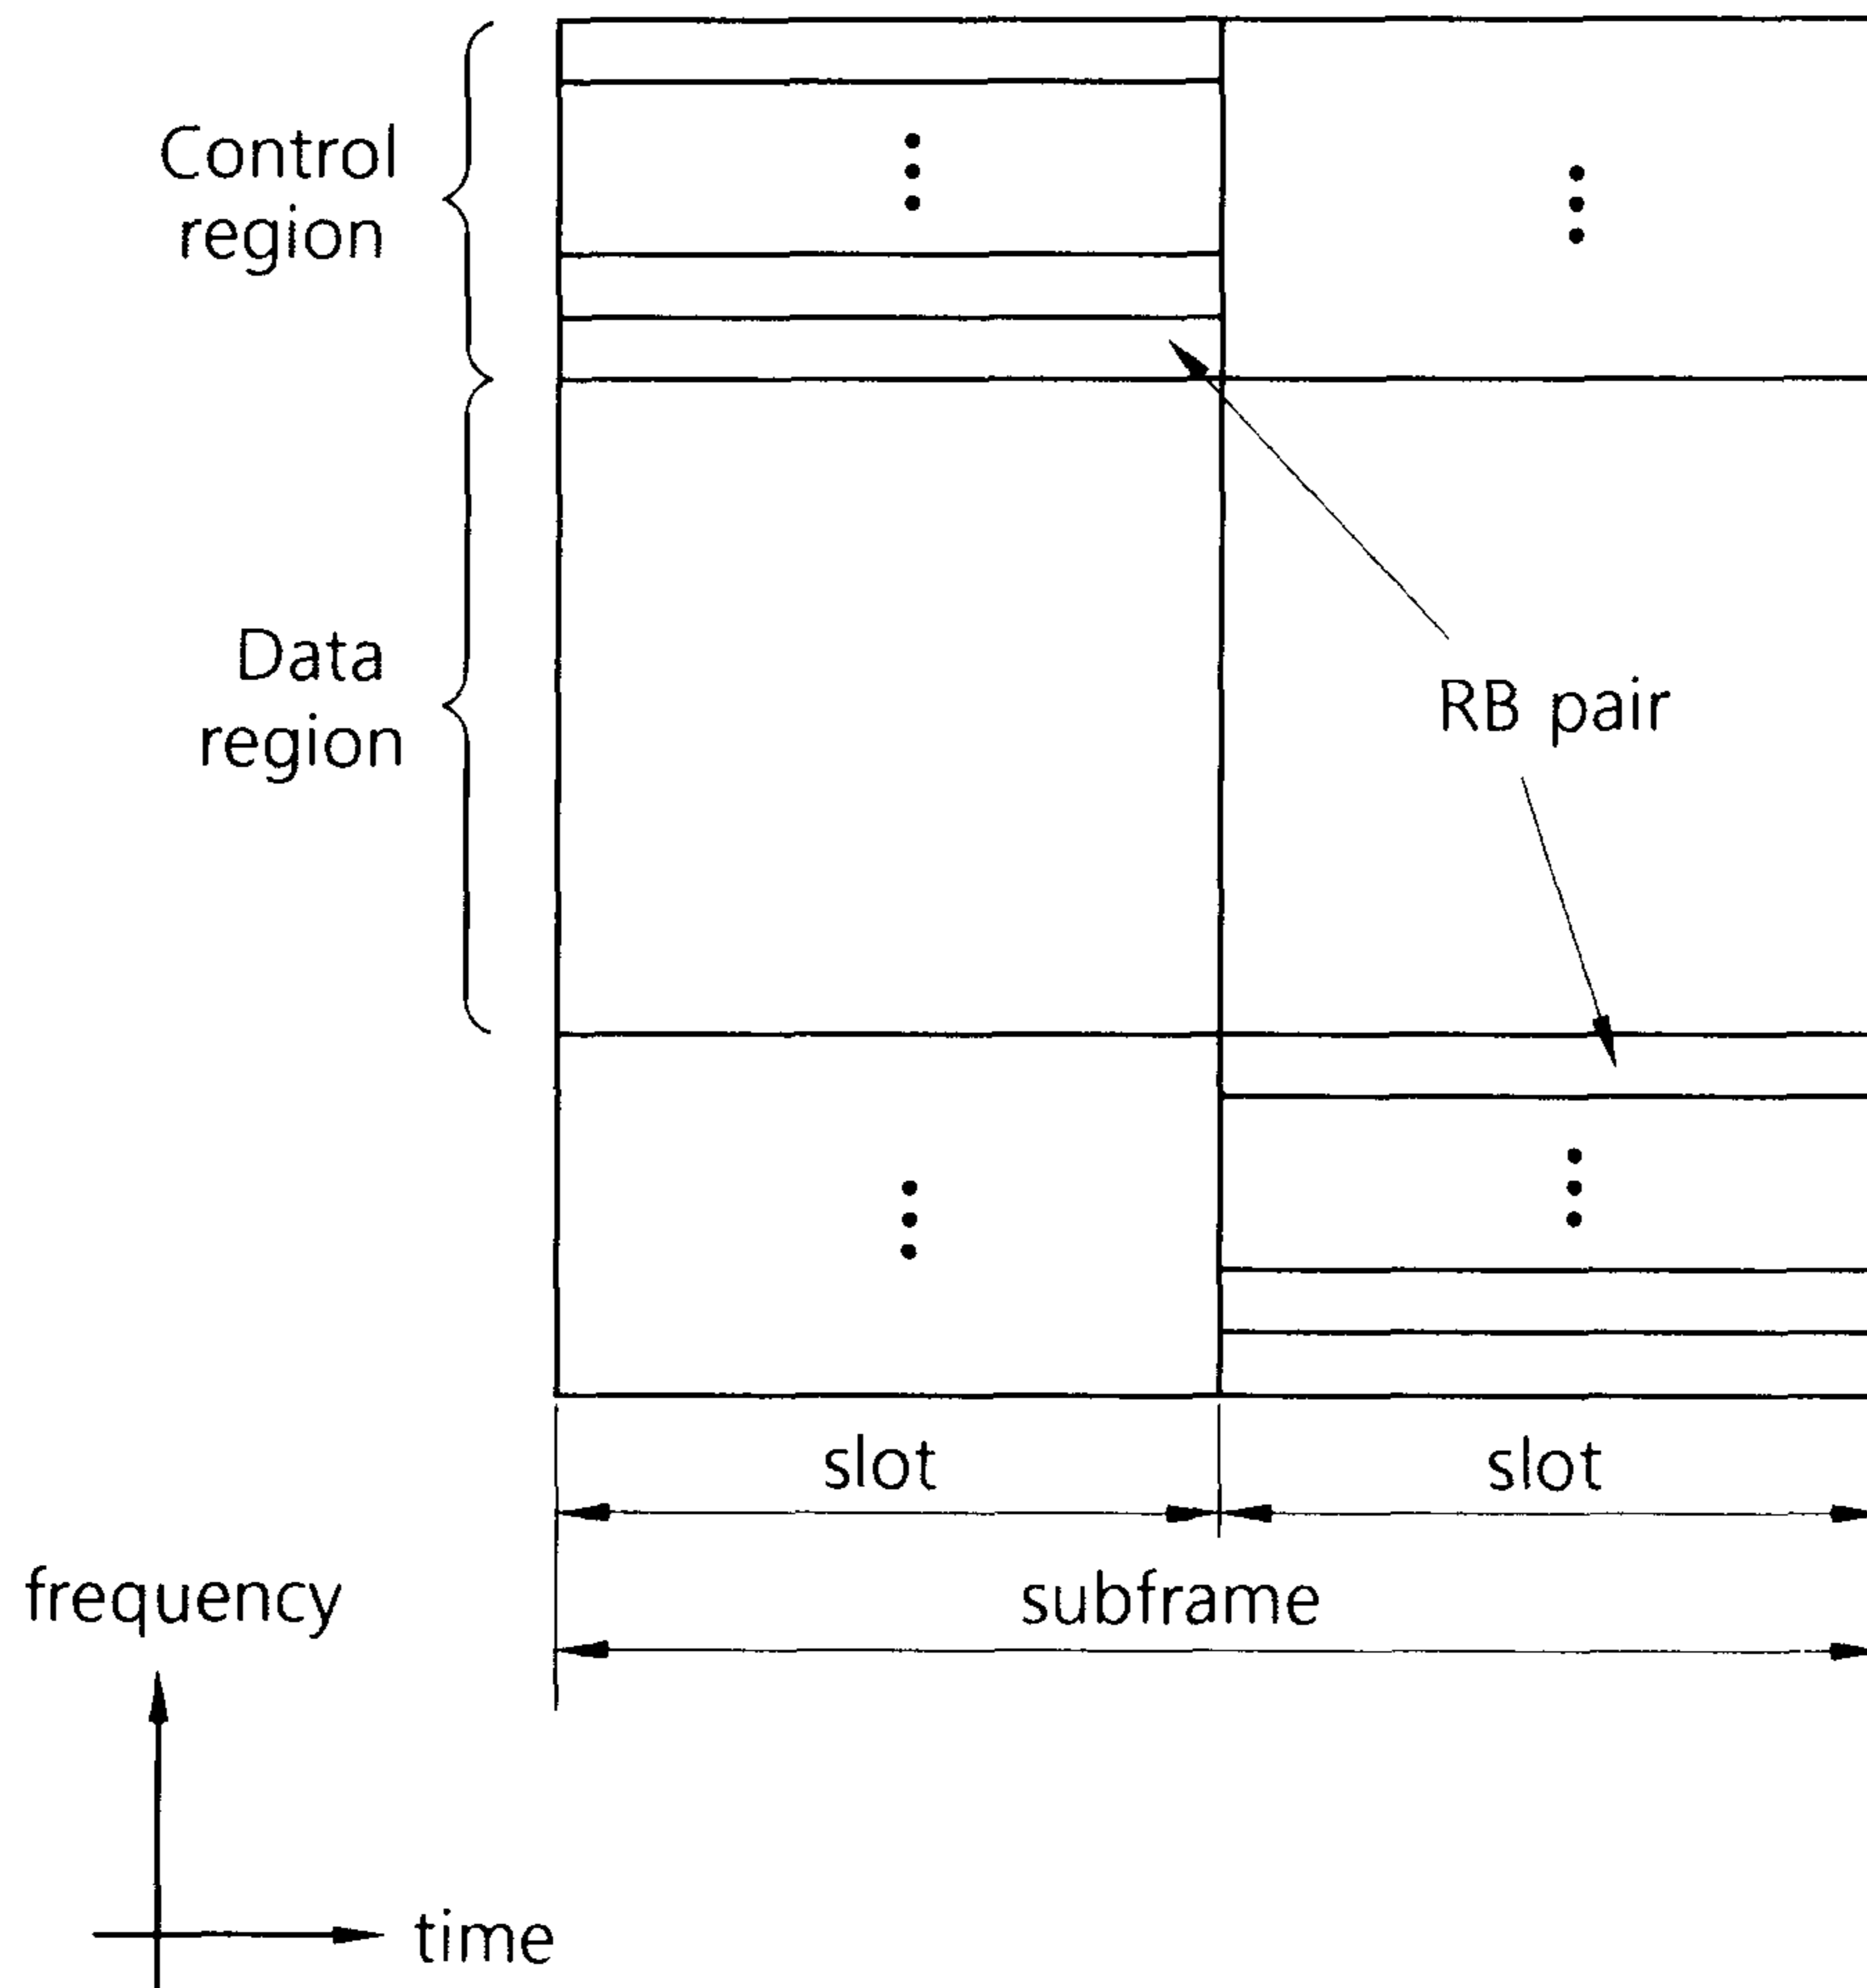 Control
region
Data
region
RB pair
slot
slot
subframe
frequency
time